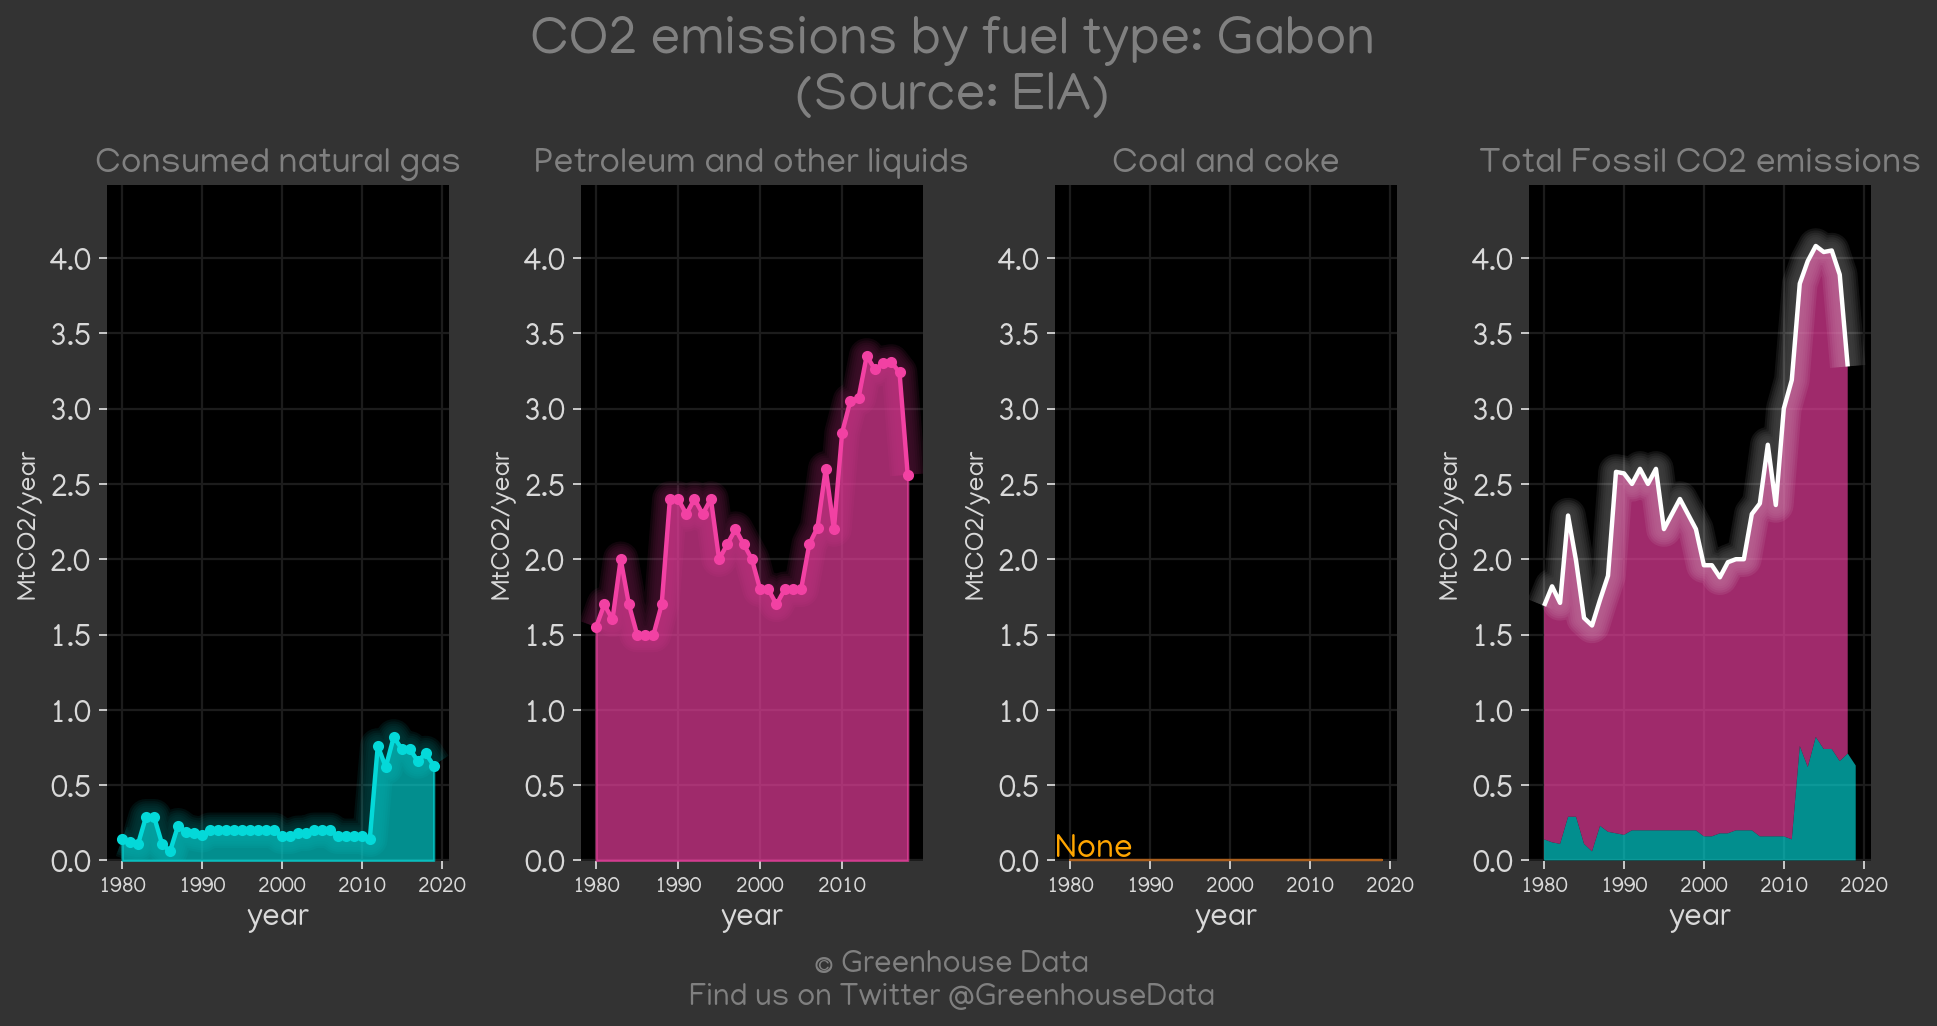 CO2 emissions by fuel type: Gabon
(Source: EIA)
Consumed natural gas
Petroleum and other liquids
Coal and coke
Total Fossil CO2 emissions
MtCO2/year
4.0
3.5
3.0
2.5
2.0
1.5
1.0
0.5
0.0
1980 1990 2000 2010 2020
year
MtCO2/year
4.0
3.5
3.0
2.5
2.0
1.5
1.0
0.5
0.0
1980 1990 2000 2010
year
MtCO2/year
4.0
3.5
3.0
2.5
2.0
1.5
1.0
0.5
0.0
None
1980 1990 2000 2010 2020
year
MtCO2/year
4.0
3.5
3.0
2.5
2.0
1.5
1.0
0.5
0.0
1980 1990 2000 2010 2020
year
© Greenhouse Data
Find us on Twitter @GreenhouseData